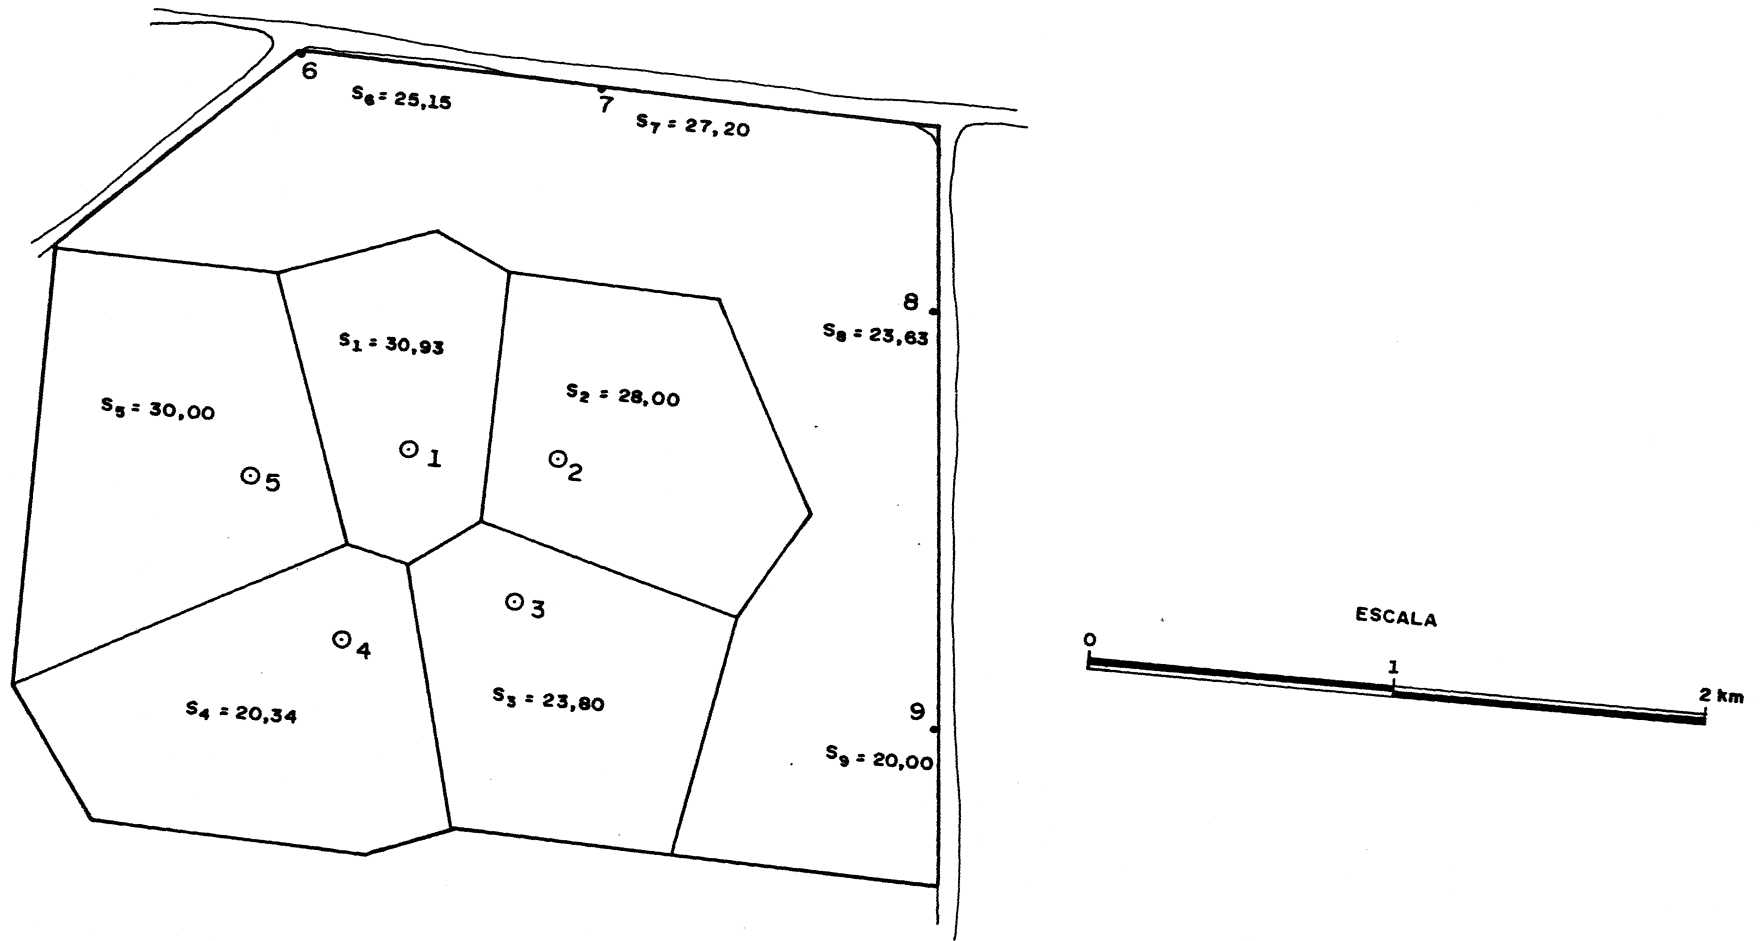 6
S₆ = 25,15
7
S₇ = 27,20
8
S₈ = 23,63
S₁ = 30,93
S₂ = 28,00
S₅ = 30,00
1
2
5
3
4
S₃ = 23,80
S₄ = 20,34
9
S₉ = 20,00
ESCALA
0
1
2 km